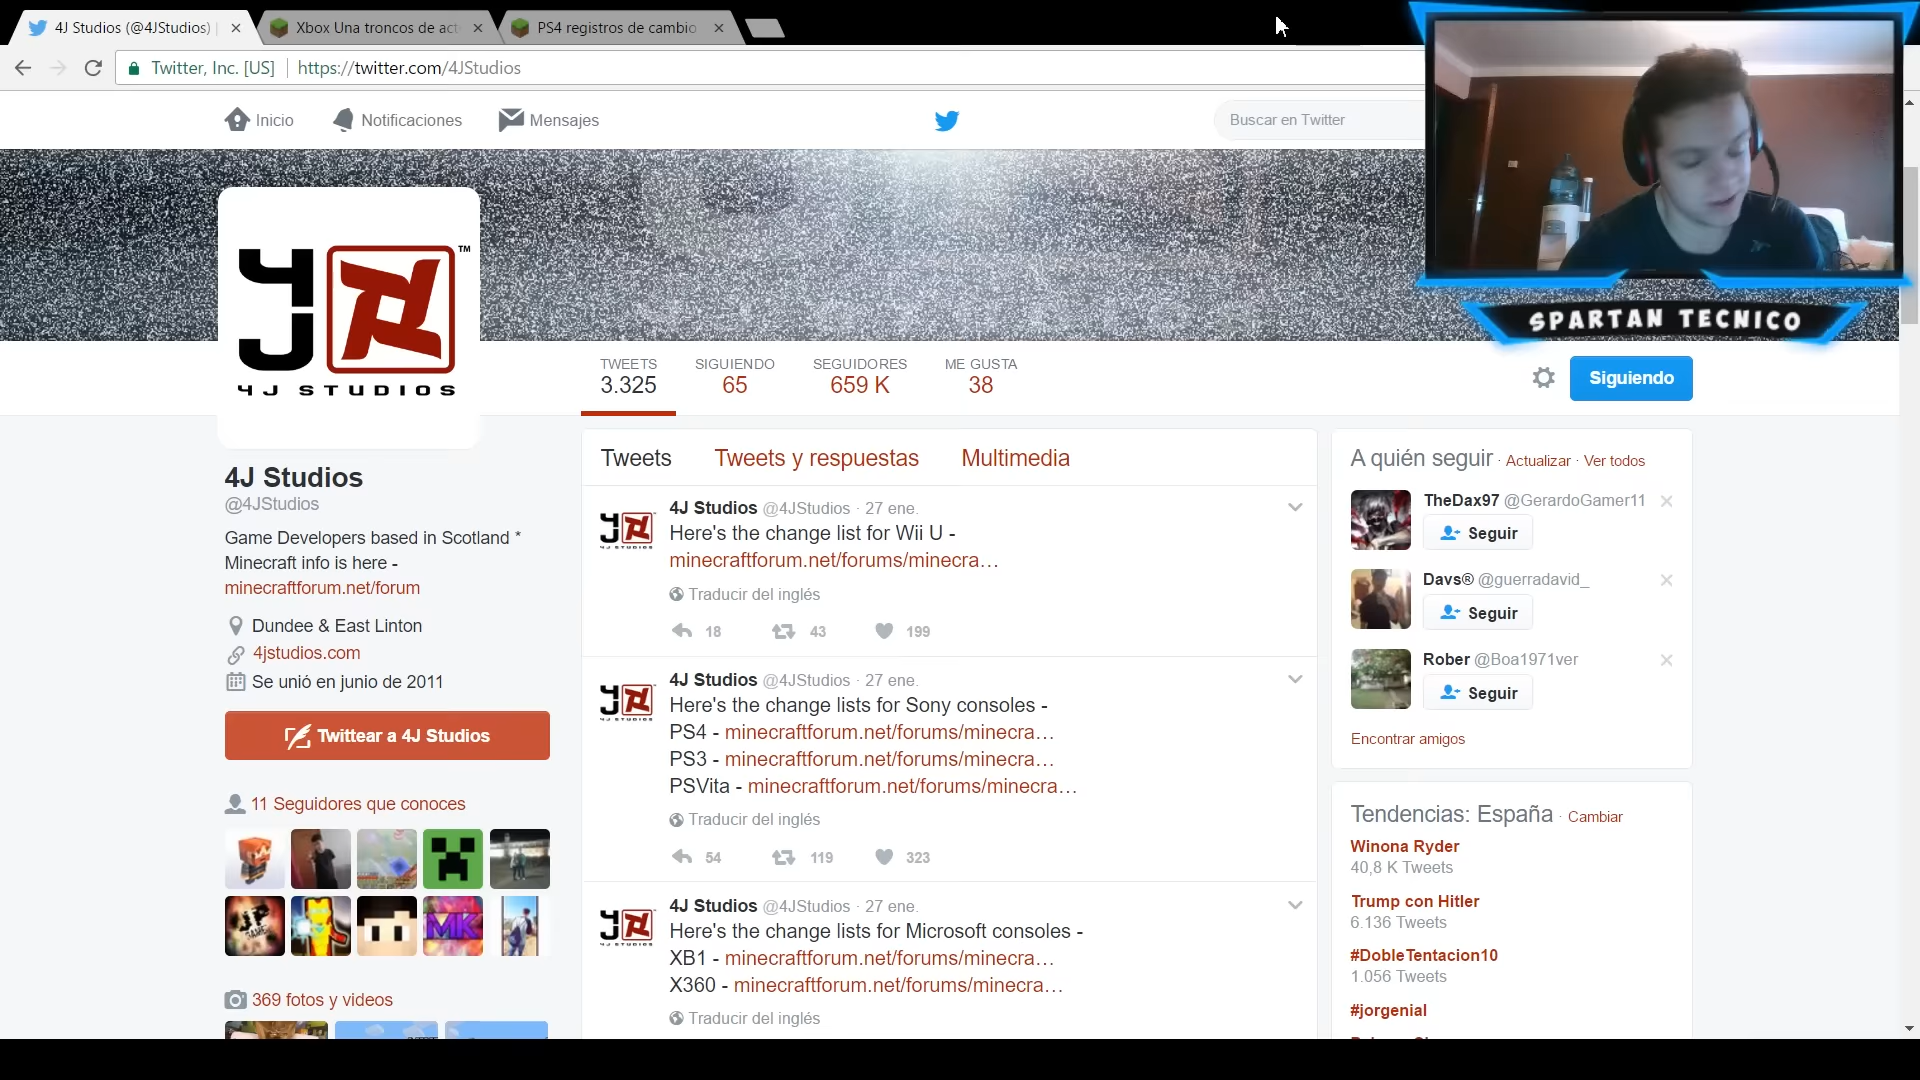 4J Studios (@4JStudios) |
Xbox Una troncos de act
PS4 registros de cambio
Twitter, Inc. [US]
https://twitter.com/4JStudios
Inicio
Notificaciones
Mensajes
Buscar en Twitter
SPARTAN TECNICO
4J STUDIOS
TM
TWEETS
3.325
SIGUIENDO
65
SEGUIDORES
659 K
ME GUSTA
38
Siguiendo
4J Studios
@4JStudios
Game Developers based in Scotland *
Minecraft info is here -
minecraftforum.net/forum
Dundee & East Linton
4jstudios.com
Se unió en junio de 2011
Twittear a 4J Studios
11 Seguidores que conoces
MK
369 fotos y videos
Tweets
Tweets y respuestas
Multimedia
4J Studios @4JStudios · 27 ene.
Here's the change list for Wii U -
minecraftforum.net/forums/minecra…
Traducir del inglés
18
43
199
4J Studios @4JStudios · 27 ene.
Here's the change lists for Sony consoles -
PS4 - minecraftforum.net/forums/minecra…
PS3 - minecraftforum.net/forums/minecra…
PSVita - minecraftforum.net/forums/minecra…
Traducir del inglés
54
119
323
4J Studios @4JStudios · 27 ene.
Here's the change lists for Microsoft consoles -
XB1 - minecraftforum.net/forums/minecra…
X360 - minecraftforum.net/forums/minecra…
Traducir del inglés
A quién seguir · Actualizar · Ver todos
TheDax97 @GerardoGamer11
Seguir
Davs® @guerradavid_
Seguir
Rober @Boa1971ver
Seguir
Encontrar amigos
Tendencias: España · Cambiar
Winona Ryder
40,8 K Tweets
Trump con Hitler
6.136 Tweets
#DobleTentacion10
1.056 Tweets
#jorgenial